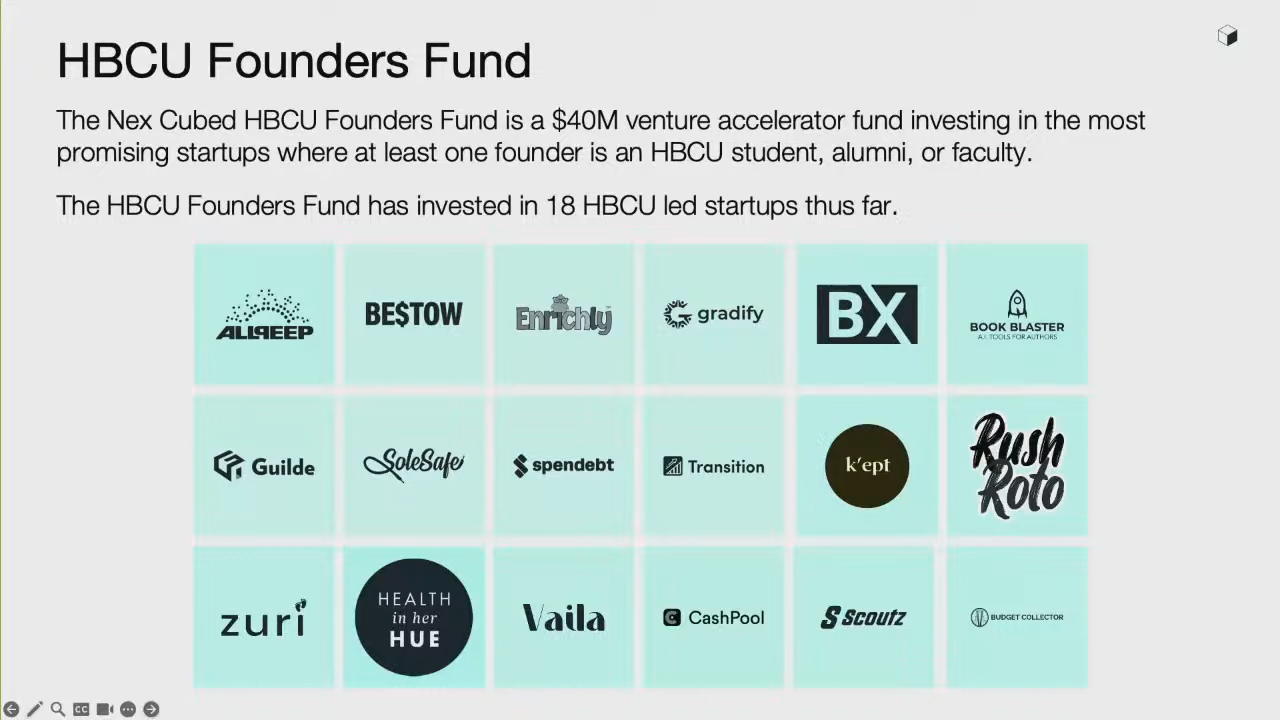 HBCU Founders Fund
The Nex Cubed HBCU Founders Fund is a $40M venture accelerator fund investing in the most
promising startups where at least one founder is an HBCU student, alumni, or faculty.
The HBCU Founders Fund has invested in 18 HBCU led startups thus far.
ALLREEP
BE$TOW
Enrichly
gradify
BX
BOOK BLASTER
A.I. TOOLS FOR AUTHORS
Guilde
SoleSafe
spendebt
Transition
k'ept
Rush
Roto
zuri
HEALTH
in her
HUE
Vaila
CashPool
Scoutz
BUDGET COLLECTOR
CC